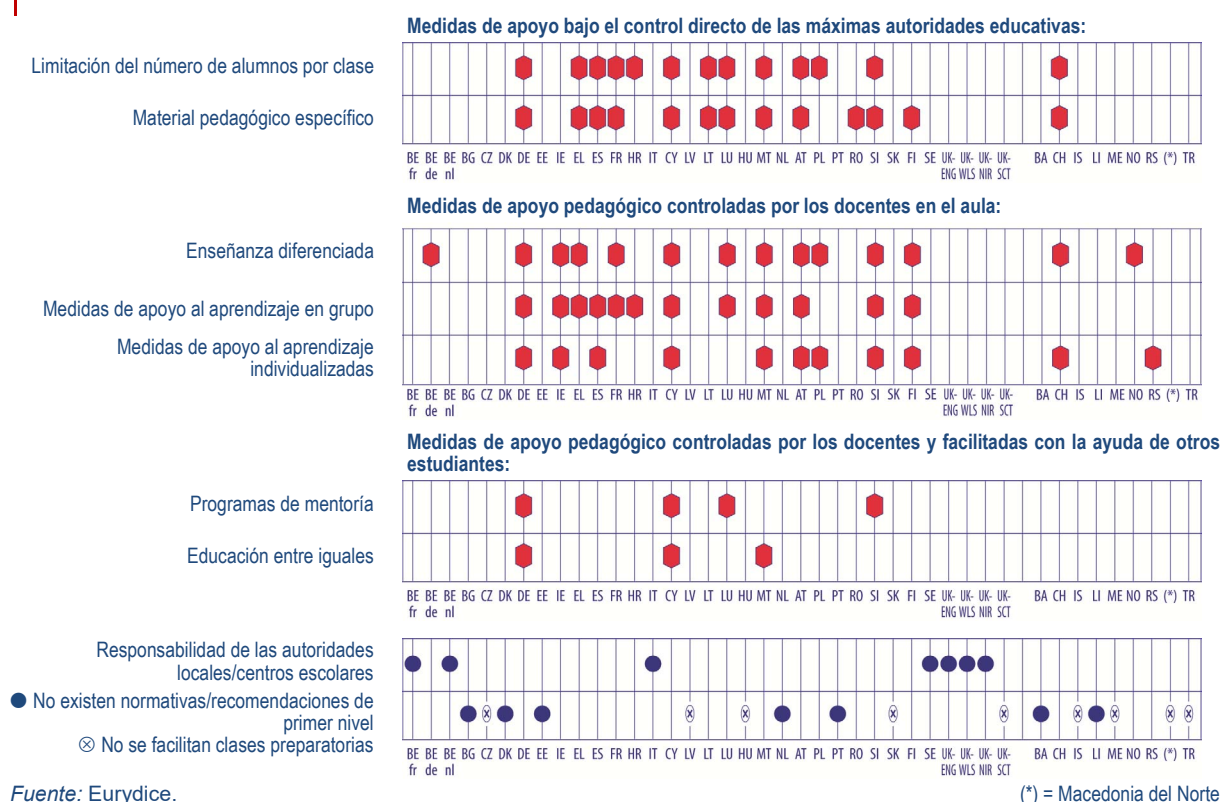 Medidas de apoyo bajo el control directo de las máximas autoridades educativas:
Limitación del número de alumnos por clase
Material pedagógico específico
BE BE BE BG CZ DK DE EE IE EL ES FR HR IT CY LV LT LU HU MT NL AT PL PT RO SI SK FI SE UK- UK- UK- UK- BA CH IS LI ME NO RS (*) TR
fr de nl ENG WLS NIR SCT
Medidas de apoyo pedagógico controladas por los docentes en el aula:
Enseñanza diferenciada
Medidas de apoyo al aprendizaje en grupo
Medidas de apoyo al aprendizaje
individualizadas
BE BE BE BG CZ DK DE EE IE EL ES FR HR IT CY LV LT LU HU MT NL AT PL PT RO SI SK FI SE UK- UK- UK- UK- BA CH IS LI ME NO RS (*) TR
fr de nl ENG WLS NIR SCT
Medidas de apoyo pedagógico controladas por los docentes y facilitadas con la ayuda de otros
estudiantes:
Programas de mentoría
Educación entre iguales
BE BE BE BG CZ DK DE EE IE EL ES FR HR IT CY LV LT LU HU MT NL AT PL PT RO SI SK FI SE UK- UK- UK- UK- BA CH IS LI ME NO RS (*) TR
fr de nl ENG WLS NIR SCT
Responsabilidad de las autoridades
locales/centros escolares
● No existen normativas/recomendaciones de
primer nivel
⊗ No se facilitan clases preparatorias
BE BE BE BG CZ DK DE EE IE EL ES FR HR IT CY LV LT LU HU MT NL AT PL PT RO SI SK FI SE UK- UK- UK- UK- BA CH IS LI ME NO RS (*) TR
fr de nl ENG WLS NIR SCT
Fuente: Eurydice.
(*) = Macedonia del Norte